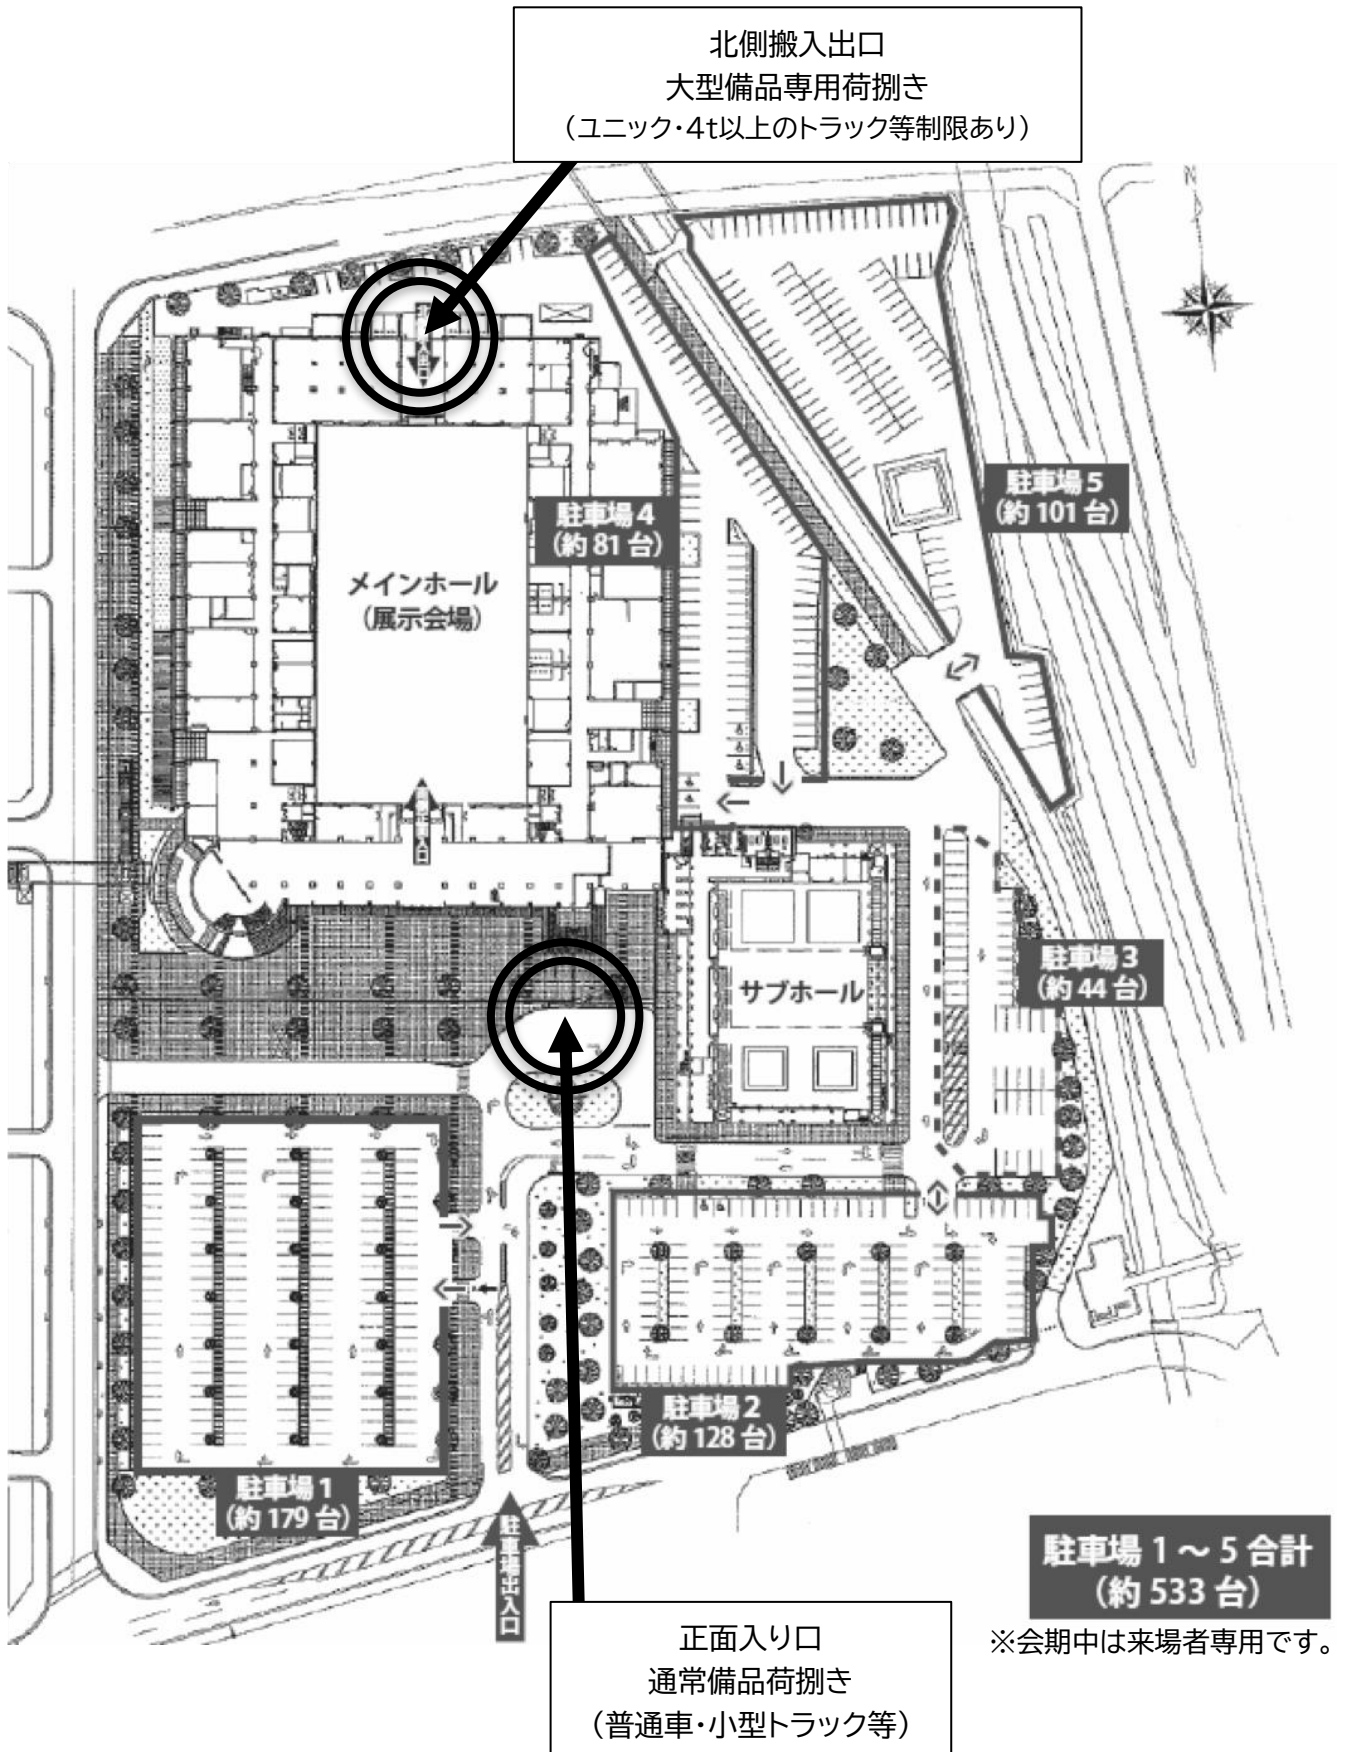 北側搬入出口
大型備品専用荷捌き
（ユニック・4t以上のトラック等制限あり）
N
駐車場 5
（約 101 台）
駐車場 4
（約 81 台）
メインホール
（展示会場）
入口
駐車場 3
（約 44 台）
サブホール
駐車場 2
（約 128 台）
駐車場 1
（約 179 台）
駐車場出入口
駐車場 1 ～ 5 合計
（約 533 台）
※会期中は来場者専用です。
正面入り口
通常備品荷捌き
（普通車・小型トラック等）